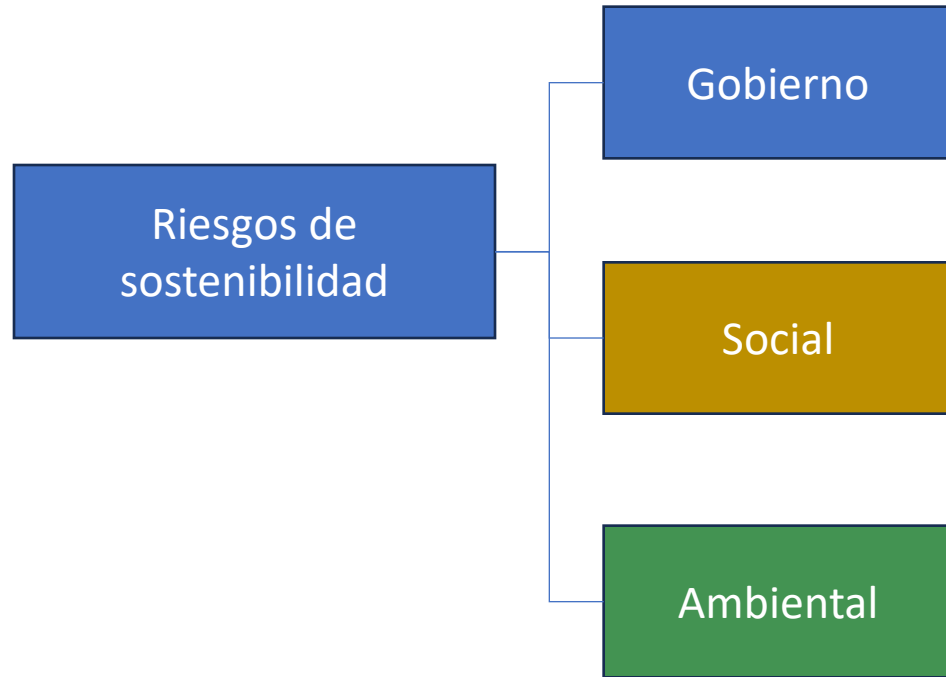 Gobierno
Riesgos de
sostenibilidad
Social
Ambiental